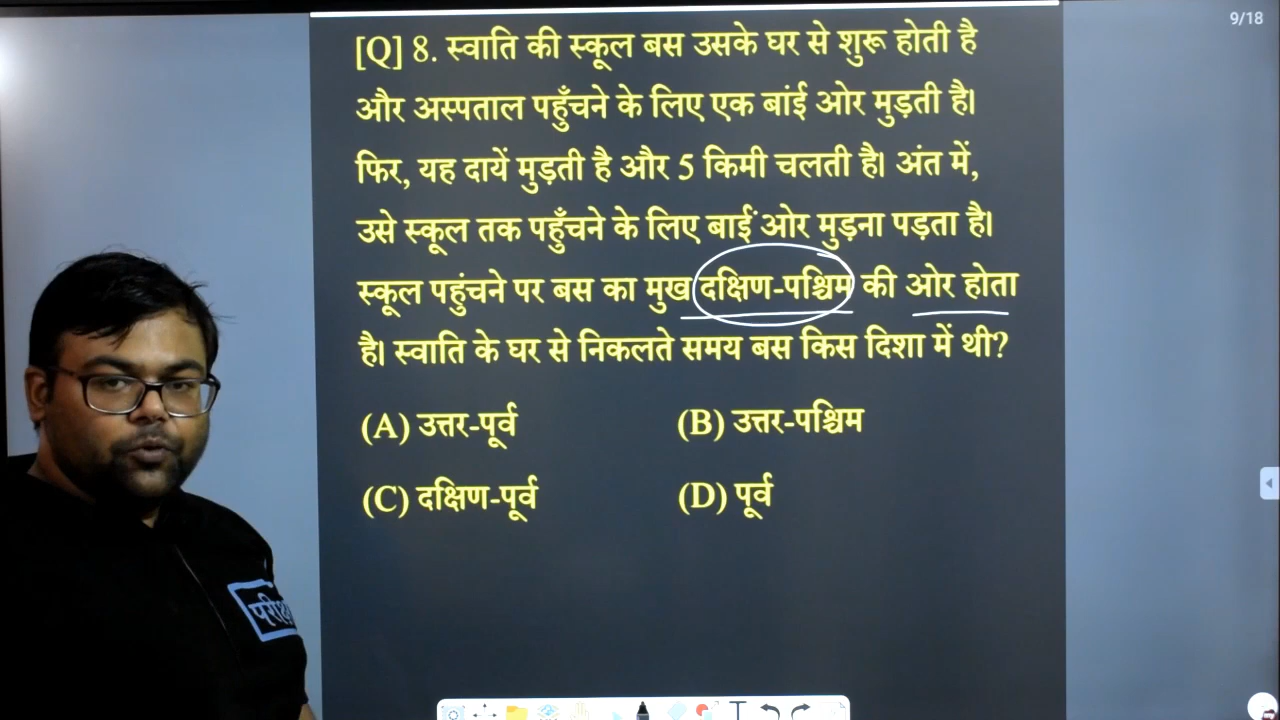 9/18
[Q] 8. स्वाति की स्कूल बस उसके घर से शुरू होती है
और अस्पताल पहुँचने के लिए एक बांई ओर मुड़ती है।
फिर, यह दायें मुड़ती है और 5 किमी चलती है। अंत में,
उसे स्कूल तक पहुँचने के लिए बाईं ओर मुड़ना पड़ता है।
स्कूल पहुंचने पर बस का मुख दक्षिण-पश्चिम की ओर होता
है। स्वाति के घर से निकलते समय बस किस दिशा में थी?
(A) उत्तर-पूर्व (B) उत्तर-पश्चिम
(C) दक्षिण-पूर्व (D) पूर्व